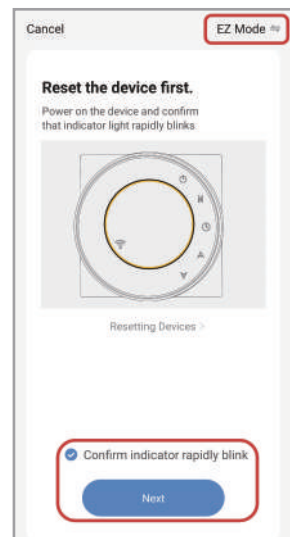 Cancel
EZ Mode
Reset the device first.
Power on the device and confirm
that indicator light rapidly blinks
Resetting Devices >
Confirm indicator rapidly blink
Next